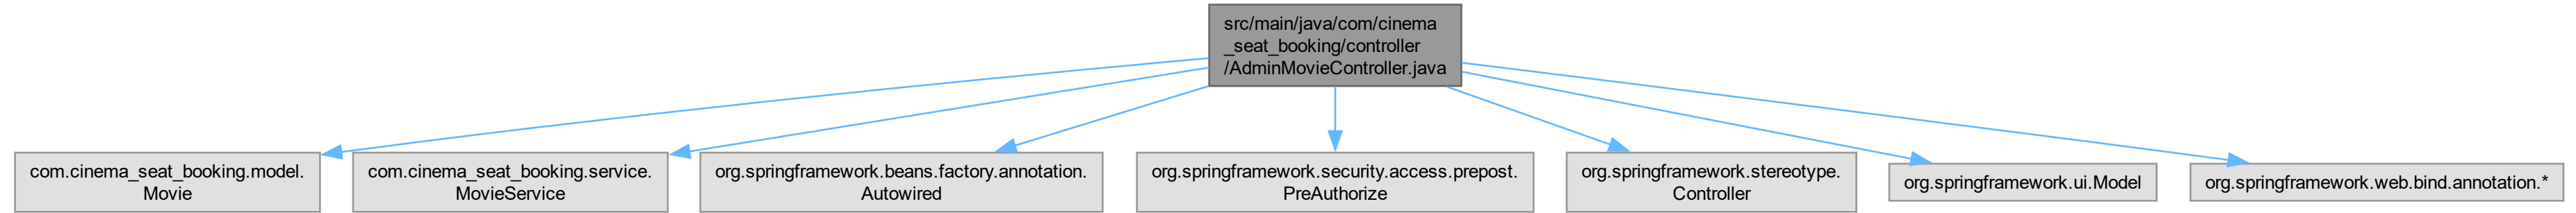 src/main/java/com/cinema
_seat_booking/controller
/AdminMovieController.java
com.cinema_seat_booking.model.
Movie
com.cinema_seat_booking.service.
MovieService
org.springframework.beans.factory.annotation.
Autowired
org.springframework.security.access.prepost.
PreAuthorize
org.springframework.stereotype.
Controller
org.springframework.ui.Model
org.springframework.web.bind.annotation.*